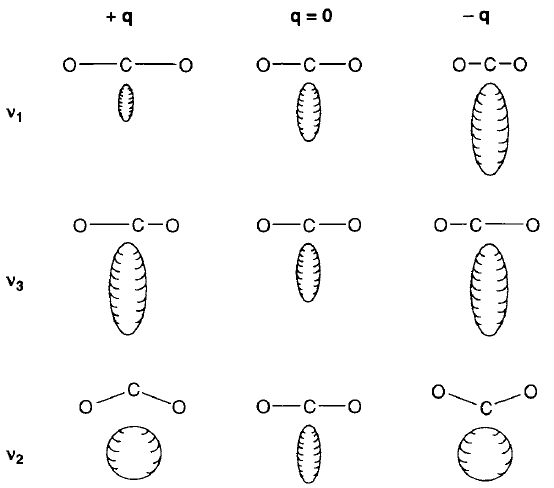 + q q = 0 – q
O C O O C O O C O
ν1
O C O O C O O C O
ν3
C O C O O O
O O C
ν2